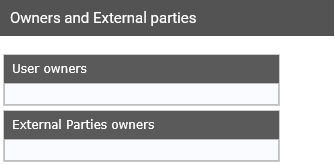 Owners and External parties
User owners
External Parties owners